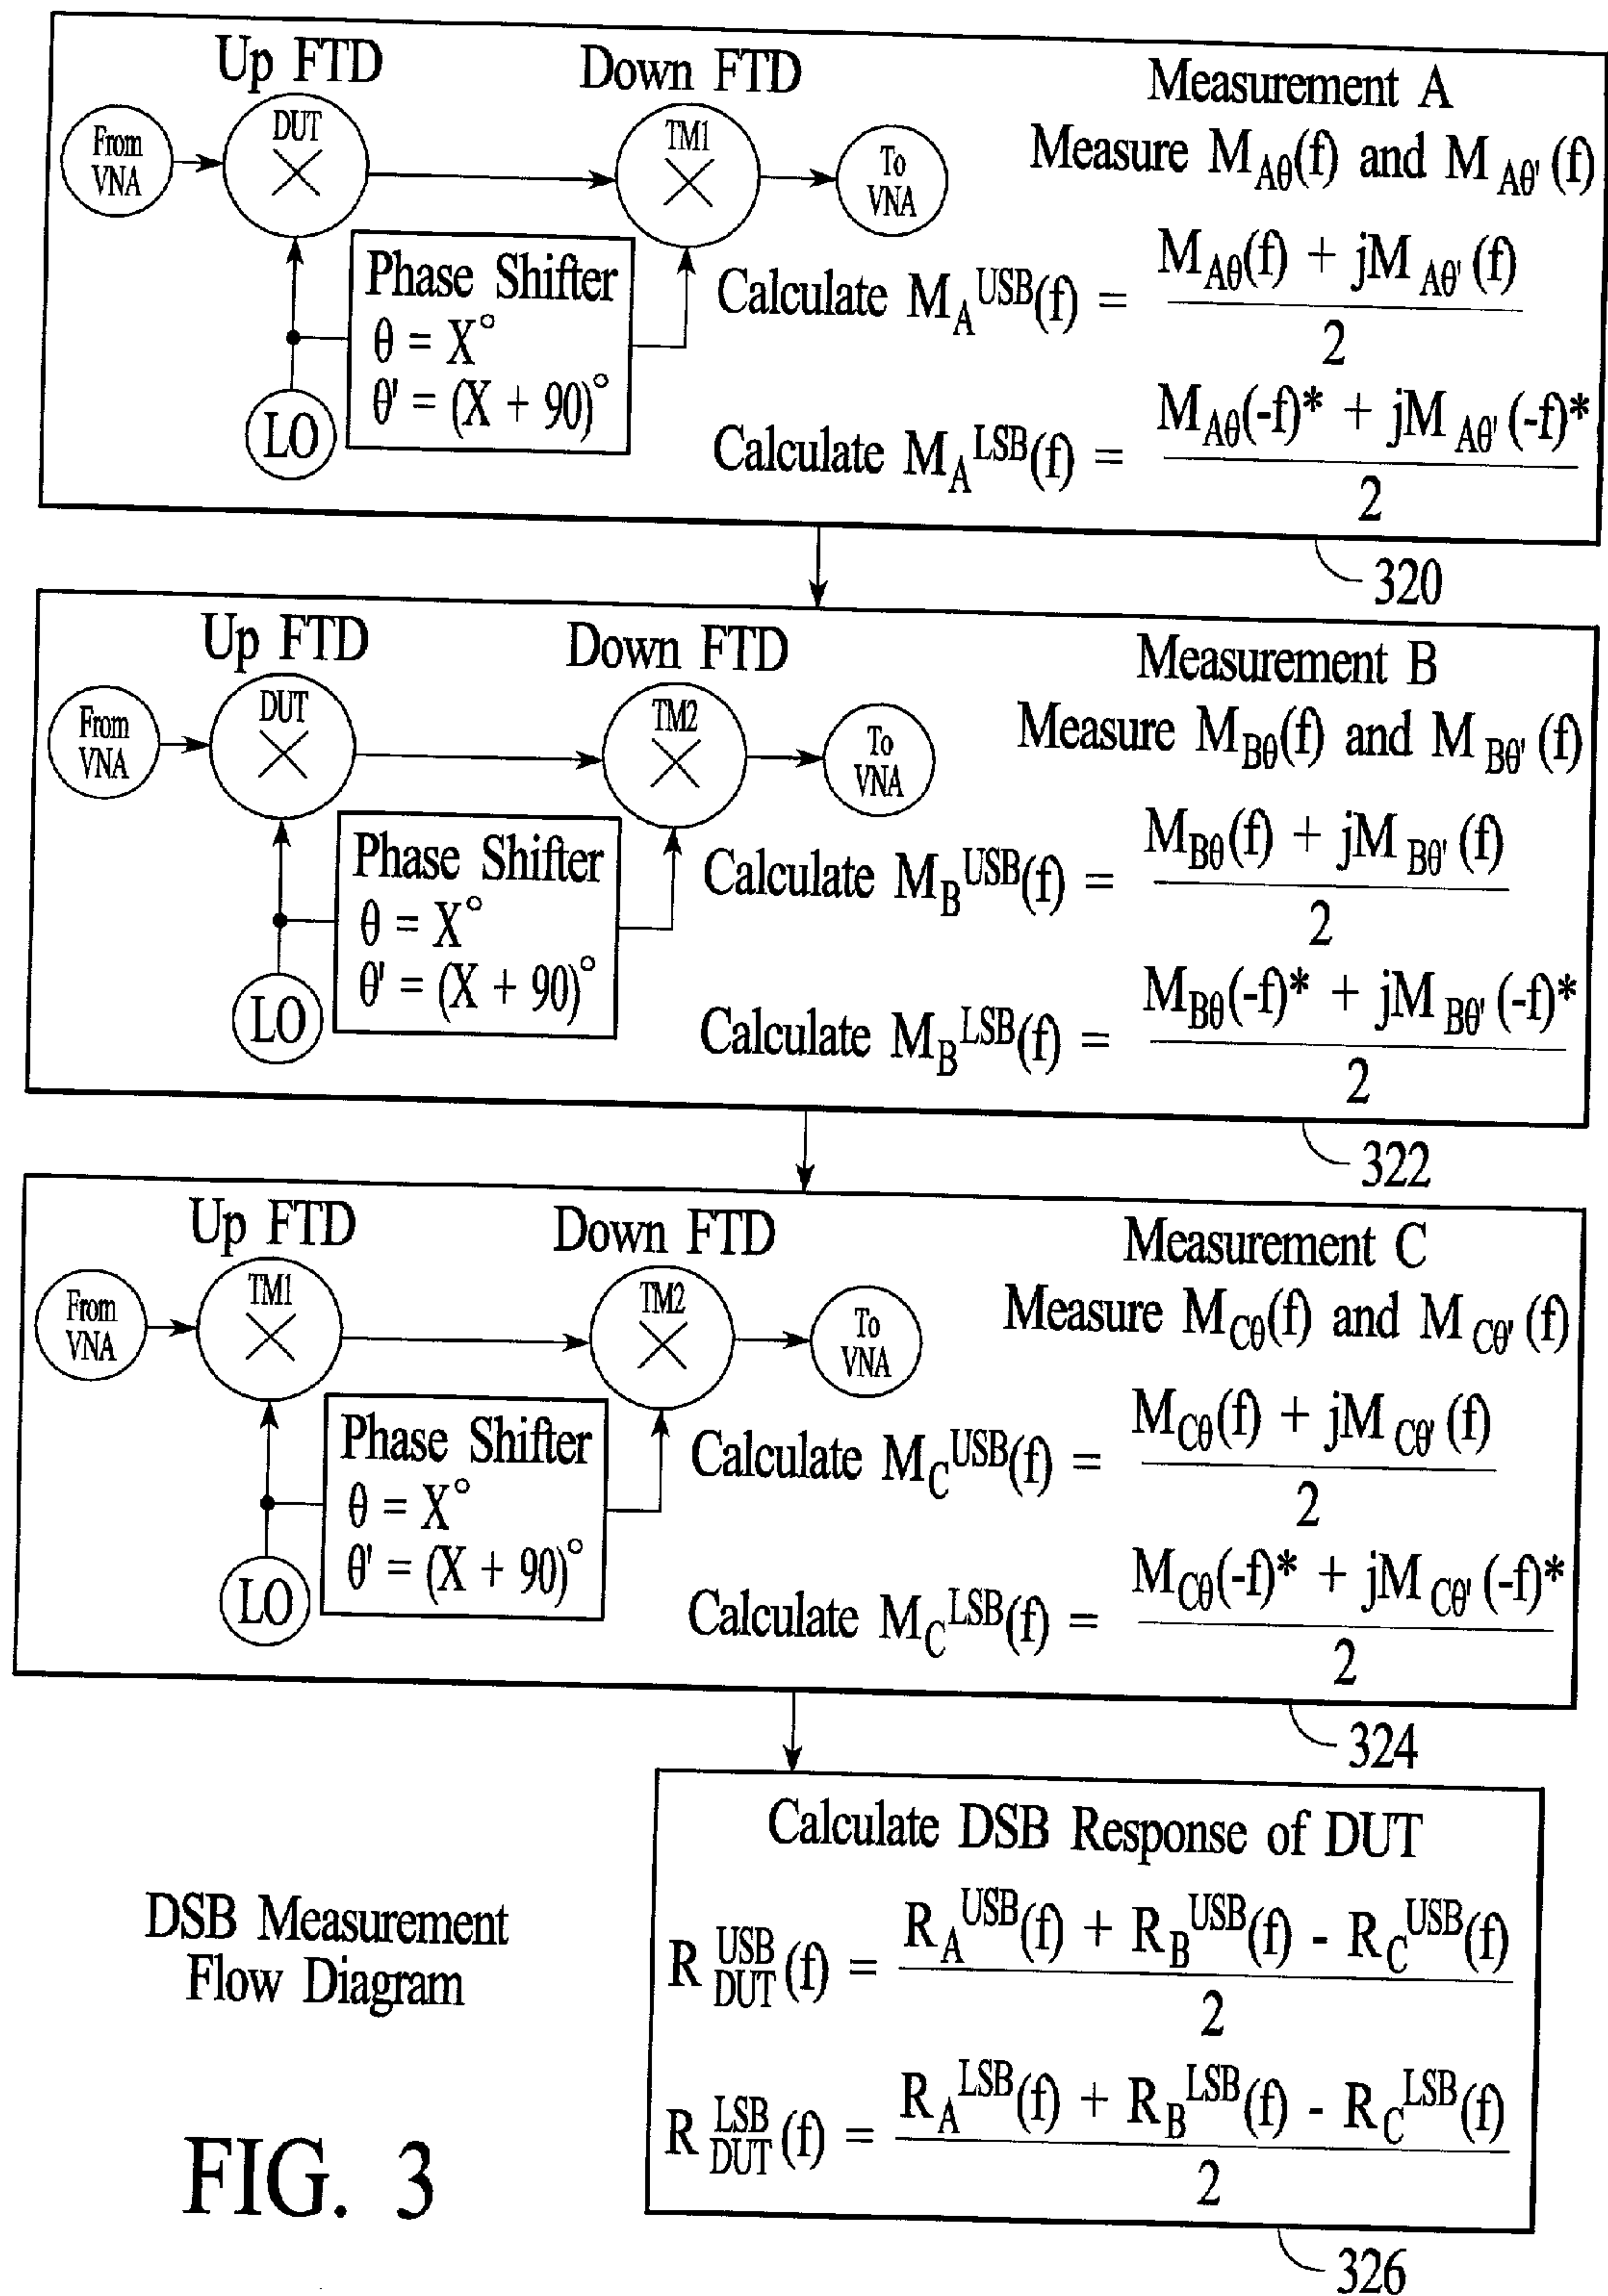 Up FTD
Down FTD
Measurement A
From VNA
DUT
TM1
To VNA
Measure M_Aθ(f) and M_Aθ'(f)
Phase Shifter
θ = X°
θ' = (X + 90)°
LO
Calculate M_A^USB(f) = (M_Aθ(f) + jM_Aθ'(f)) / 2
Calculate M_A^LSB(f) = (M_Aθ(-f)* + jM_Aθ'(-f)*) / 2
320
Up FTD
Down FTD
Measurement B
From VNA
DUT
TM2
To VNA
Measure M_Bθ(f) and M_Bθ'(f)
Phase Shifter
θ = X°
θ' = (X + 90)°
LO
Calculate M_B^USB(f) = (M_Bθ(f) + jM_Bθ'(f)) / 2
Calculate M_B^LSB(f) = (M_Bθ(-f)* + jM_Bθ'(-f)*) / 2
322
Up FTD
Down FTD
Measurement C
From VNA
TM1
TM2
To VNA
Measure M_Cθ(f) and M_Cθ'(f)
Phase Shifter
θ = X°
θ' = (X + 90)°
LO
Calculate M_C^USB(f) = (M_Cθ(f) + jM_Cθ'(f)) / 2
Calculate M_C^LSB(f) = (M_Cθ(-f)* + jM_Cθ'(-f)*) / 2
324
Calculate DSB Response of DUT
R_DUT^USB(f) = (R_A^USB(f) + R_B^USB(f) - R_C^USB(f)) / 2
R_DUT^LSB(f) = (R_A^LSB(f) + R_B^LSB(f) - R_C^LSB(f)) / 2
326
DSB Measurement
Flow Diagram
FIG. 3